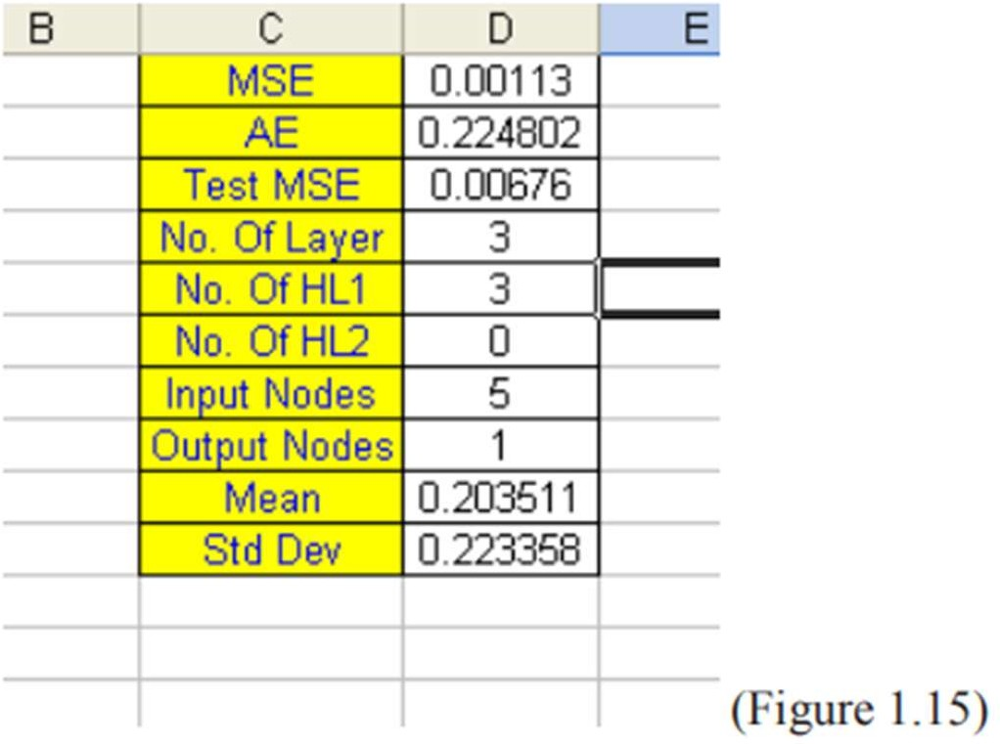 B C D E
MSE 0.00113
AE 0.224802
Test MSE 0.00676
No. Of Layer 3
No. Of HL1 3
No. Of HL2 0
Input Nodes 5
Output Nodes 1
Mean 0.203511
Std Dev 0.223358
(Figure 1.15)